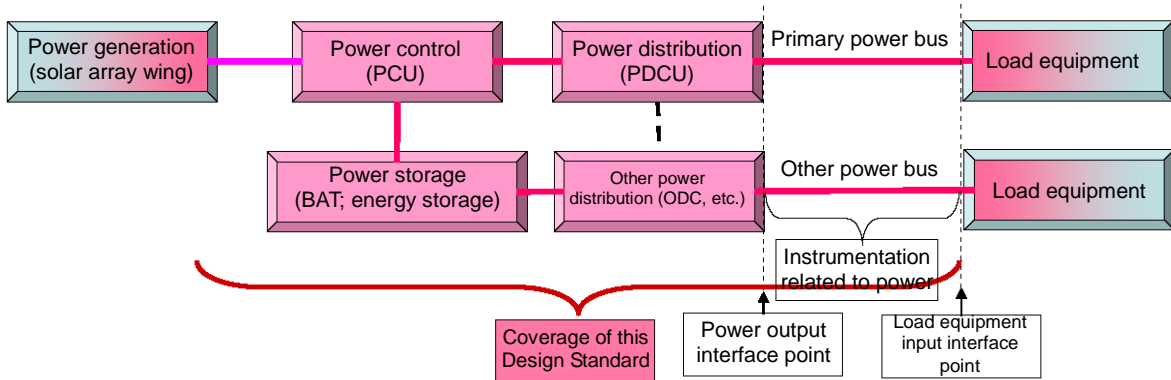 Power generation
(solar array wing)
Power control
(PCU)
Power distribution
(PDCU)
Primary power bus
Load equipment
Power storage
(BAT; energy storage)
Other power
distribution (ODC, etc.)
Other power bus
Load equipment
Instrumentation
related to power
Coverage of this
Design Standard
Power output
interface point
Load equipment
input interface
point